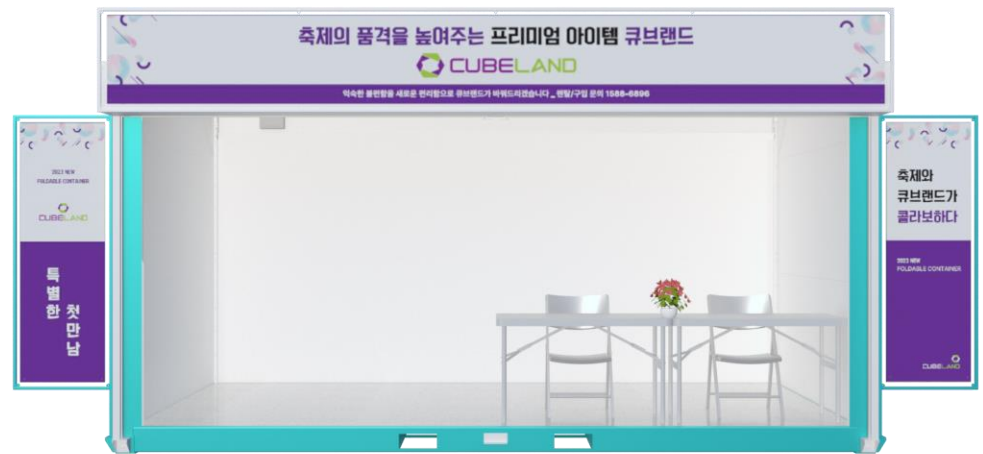 축제의 품격을 높여주는 프리미엄 아이템 큐브랜드
CUBELAND
익숙한 불편함을 새로운 편리함으로 큐브랜드가 바꿔드리겠습니다 _ 렌탈/구입 문의 1588-6896
2023 NEW
FOLDABLE CONTAINER
CUBELAND
특별한
첫만남
축제와
큐브랜드가
콜라보하다
2023 NEW
FOLDABLE CONTAINER
CUBELAND